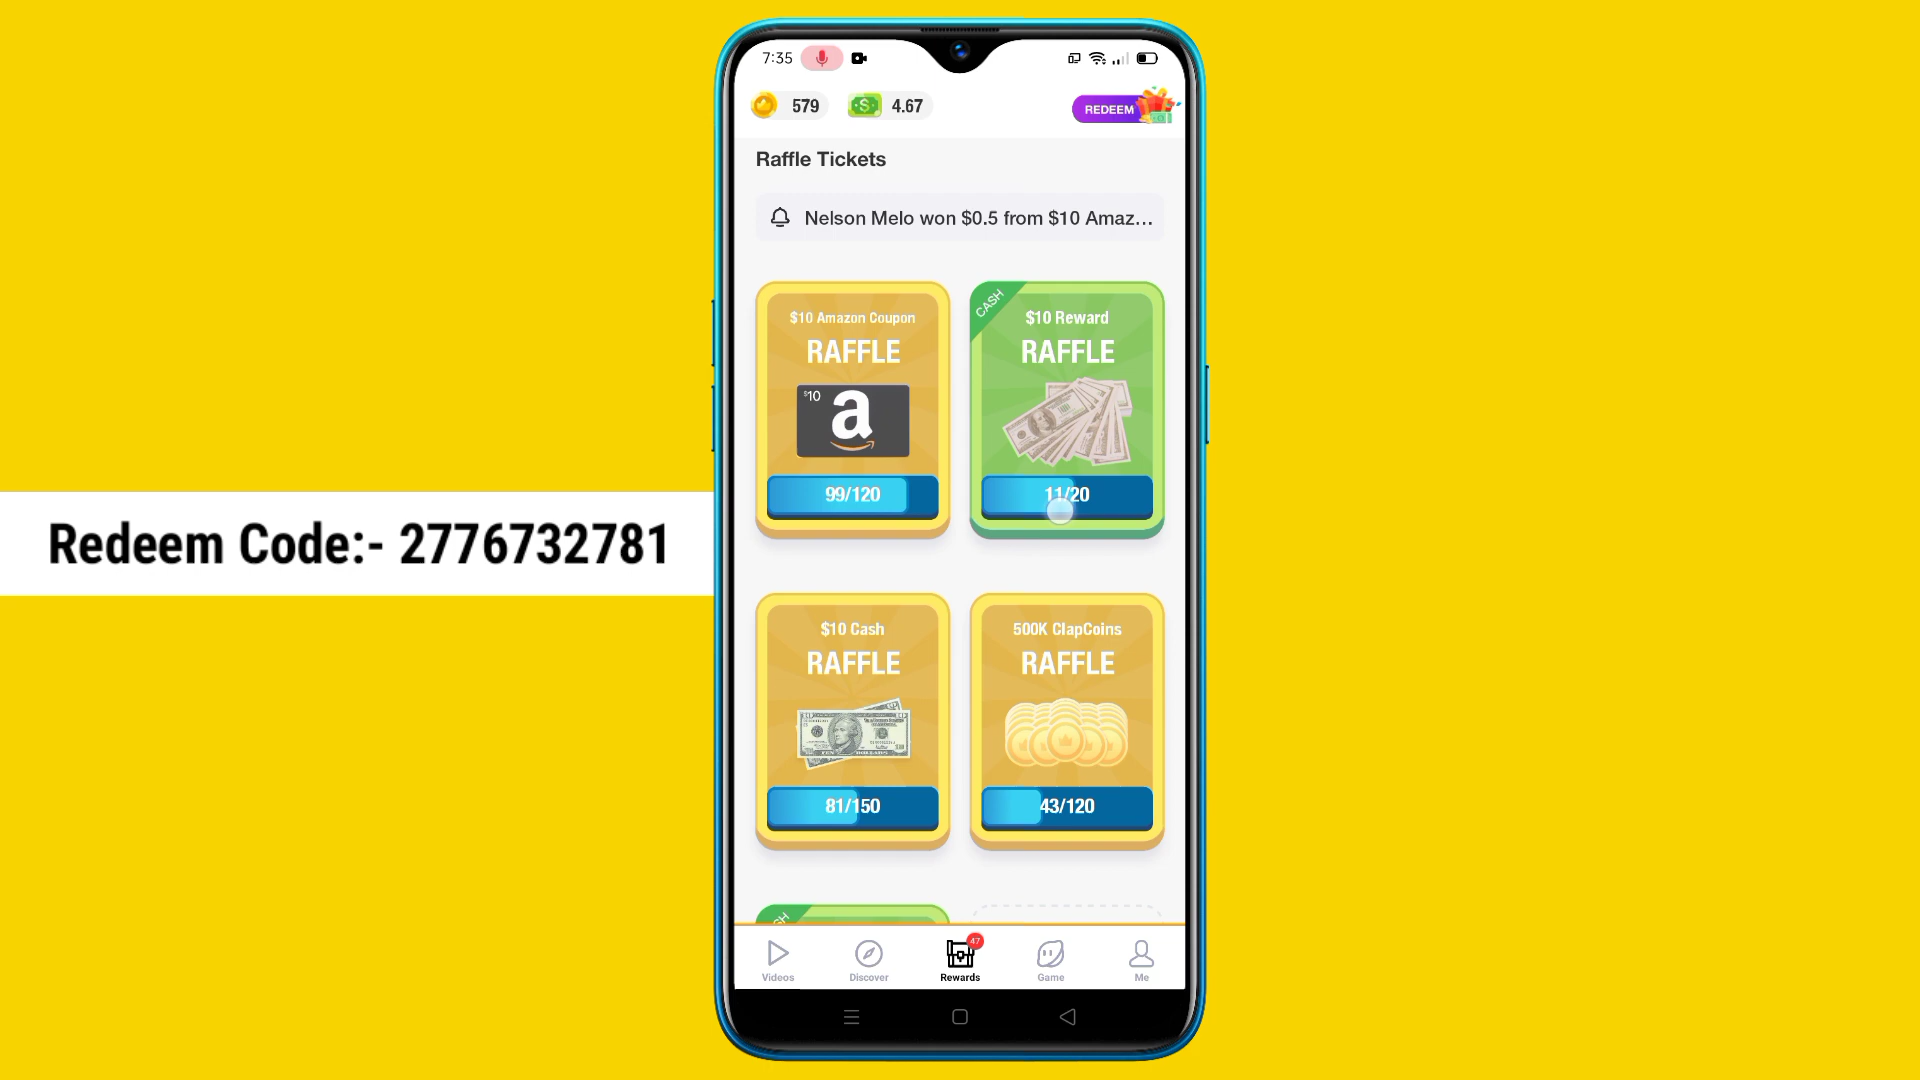 7:35
579
4.67
REDEEM
Raffle Tickets
Nelson Melo won $0.5 from $10 Amaz...
$10 Amazon Coupon
RAFFLE
$10
a
99/120
CASH
$10 Reward
RAFFLE
11/20
Redeem Code:- 2776732781
$10 Cash
RAFFLE
81/150
500K ClapCoins
RAFFLE
43/120
SH
Videos
Discover
47
Rewards
Game
Me